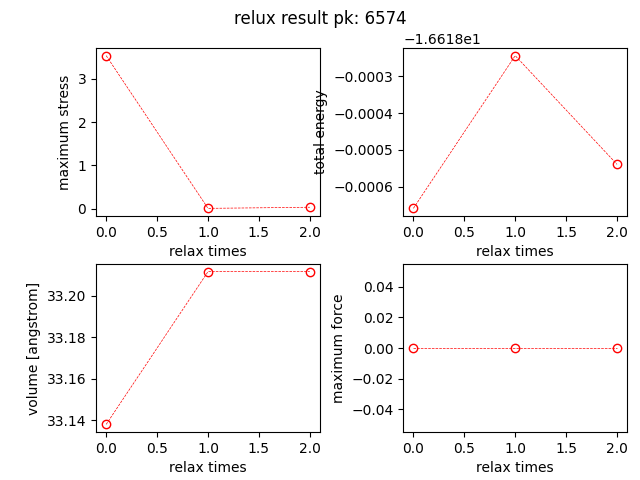 relux result pk: 6574
−1.6618e1
maximum stress
3
2
1
0
0.0 0.5 1.0 1.5 2.0
relax times
total energy
−0.0003
−0.0004
−0.0005
−0.0006
0.0 0.5 1.0 1.5 2.0
relax times
volume [angstrom]
33.20
33.18
33.16
33.14
0.0 0.5 1.0 1.5 2.0
relax times
maximum force
0.04
0.02
0.00
−0.02
−0.04
0.0 0.5 1.0 1.5 2.0
relax times